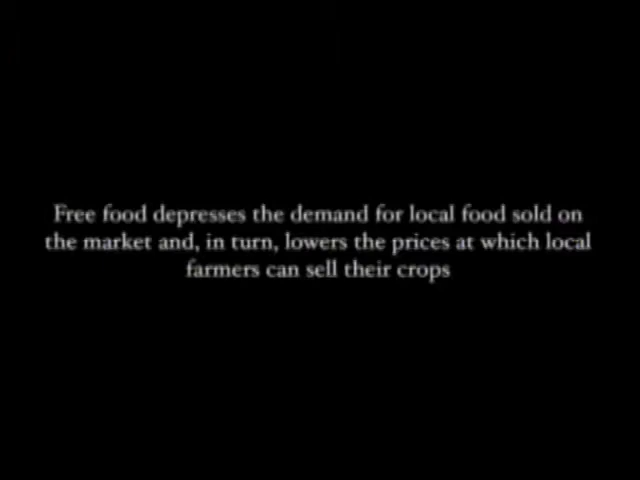 Free food depresses the demand for local food sold on
the market and, in turn, lowers the prices at which local
farmers can sell their crops